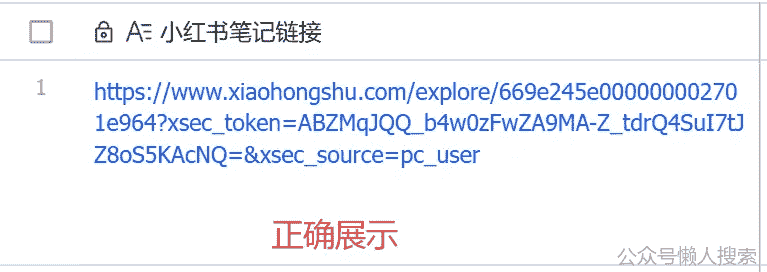 小红书笔记链接
1
https://www.xiaohongshu.com/explore/669e245e00000000270
1e964?xsec_token=ABZMqJQQ_b4w0zFwZA9MA-Z_tdrQ4SuI7tJ
Z8oS5KAcNQ=&xsec_source=pc_user
正确展示
公众号懒人搜索